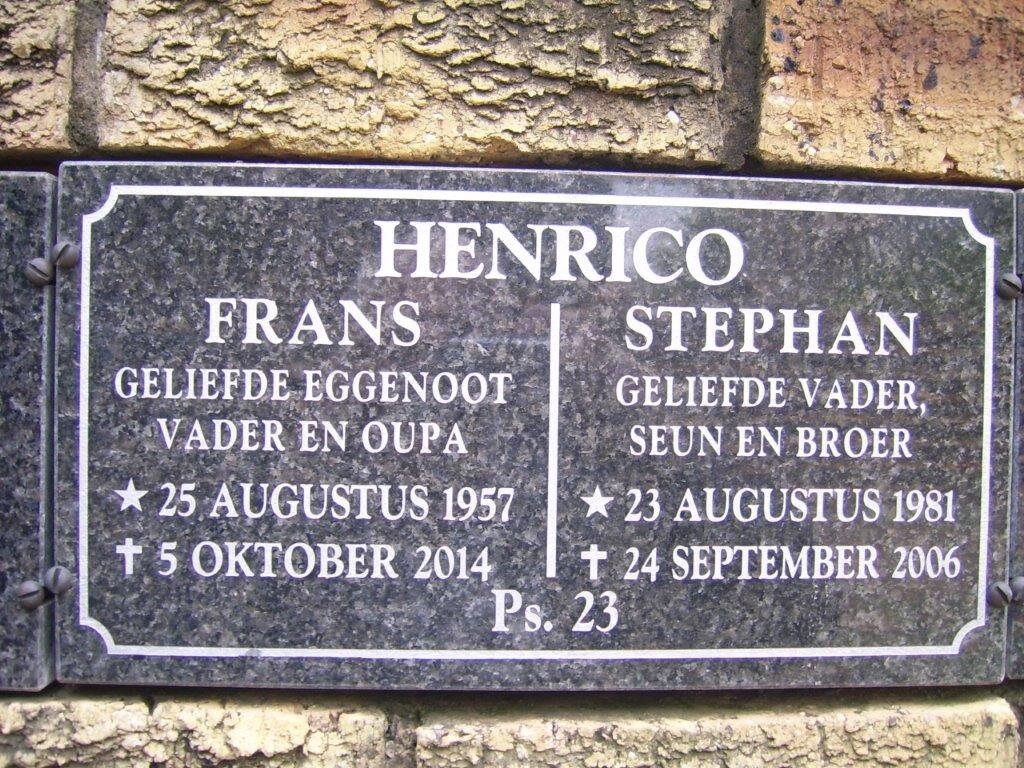 HENRICO
FRANS
GELIEFDE EGGENOOT
VADER EN OUPA
★ 25 AUGUSTUS 1957
✝ 5 OKTOBER 2014
STEPHAN
GELIEFDE VADER,
SEUN EN BROER
★ 23 AUGUSTUS 1981
✝ 24 SEPTEMBER 2006
Ps. 23